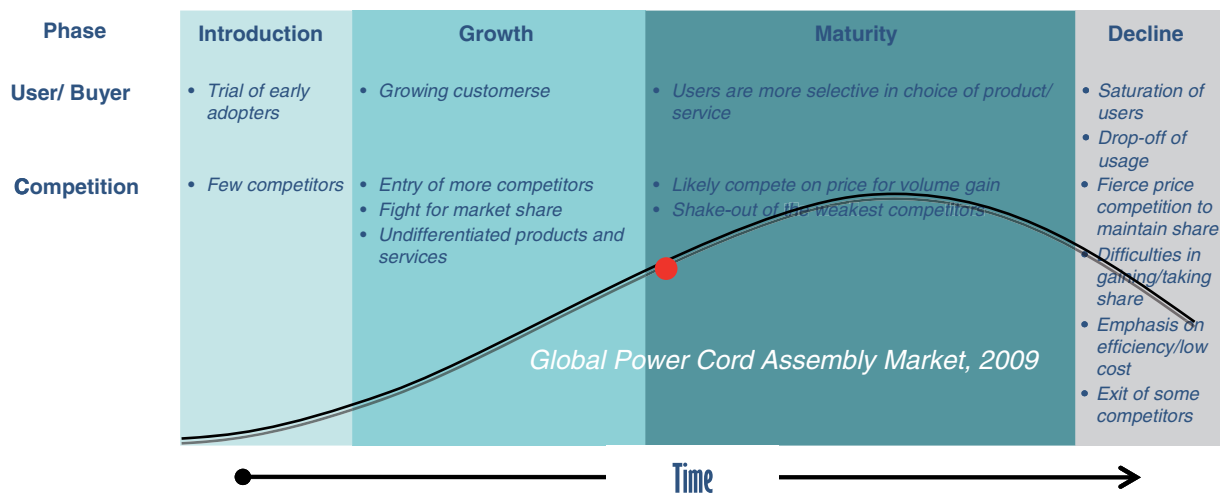 Phase
Introduction
Growth
Maturity
Decline
User/ Buyer
• Trial of early
adopters
• Growing customerse
• Users are more selective in choice of product/
service
• Saturation of
users
• Drop-off of
usage
Competition
• Few competitors
• Entry of more competitors
• Fight for market share
• Undifferentiated products and
services
• Likely compete on price for volume gain
• Shake-out of the weakest competitors
• Fierce price
competition to
maintain share
• Difficulties in
gaining/taking
share
• Emphasis on
efficiency/low
cost
• Exit of some
competitors
Global Power Cord Assembly Market, 2009
Time